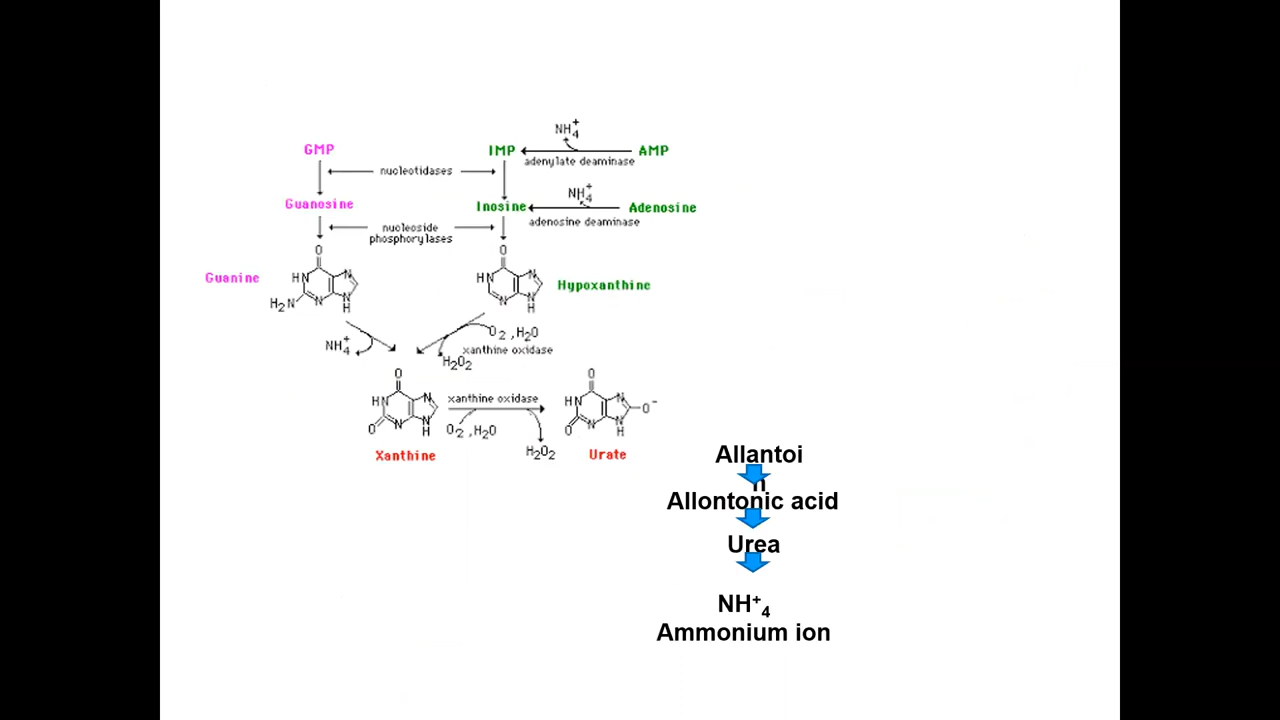 NH4+
GMP
IMP
AMP
adenylate deaminase
nucleotidases
NH4+
Guanosine
Inosine
Adenosine
adenosine deaminase
nucleoside
phosphorylases
O
O
HN
N
HN
N
Guanine
Hypoxanthine
H2N
N
N
H
N
N
H
O2 ,H2O
NH4+
xanthine oxidase
H2O2
O
O
xanthine oxidase
HN
N
HN
N
O-
O
N
N
H
O2 ,H2O
O
N
N
H
H2O2
Xanthine
Urate
Allantoi
n
Allontonic acid
Urea
NH+4
Ammonium ion